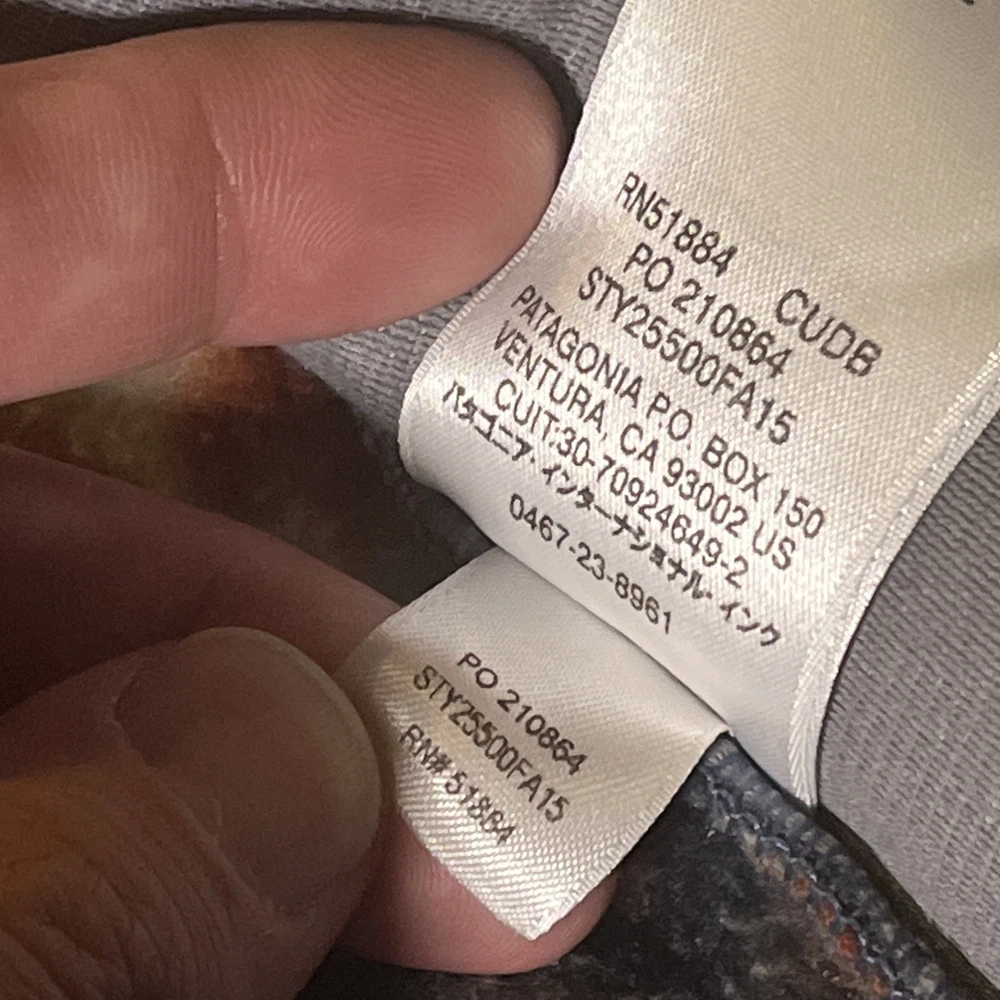 RN51884 CUDB
PO 210864
STY25500FA15
PATAGONIA P.O. BOX 150
VENTURA, CA 93002 US
CUIT:30-70924649-2
パタゴニア・インターナショナル・インク
0467-23-8961
PO 210864
STY25500FA15
RN# 51884